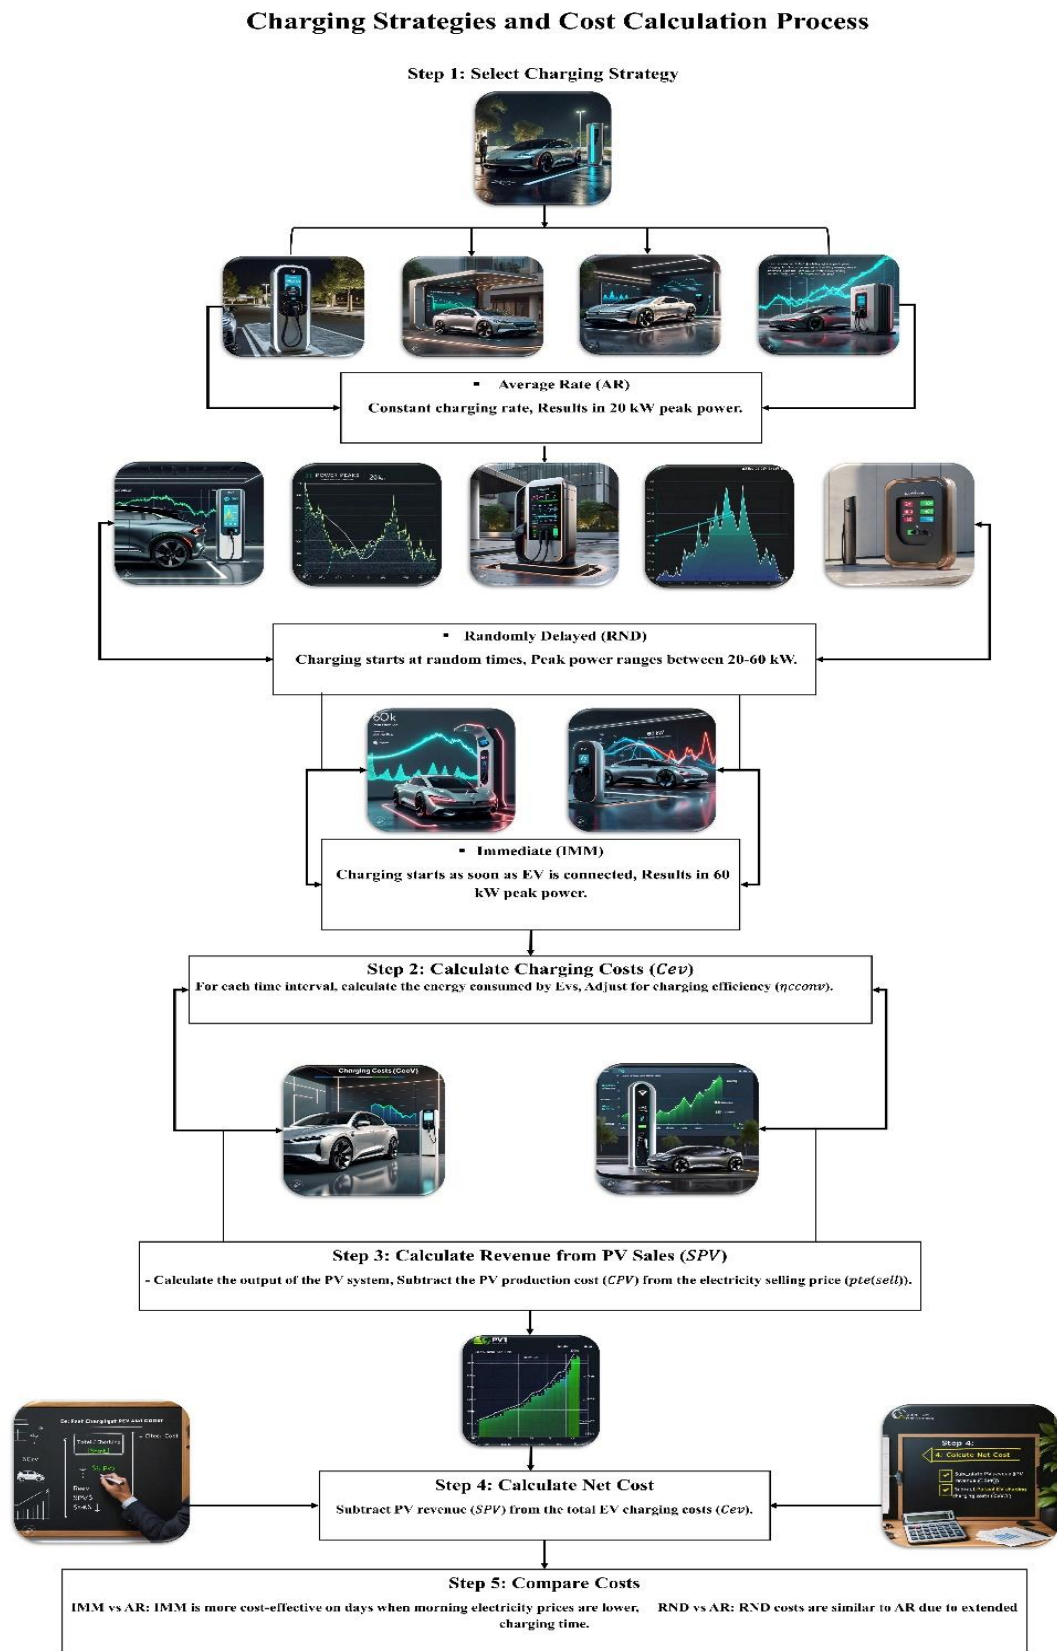 Charging Strategies and Cost Calculation Process
Step 1: Select Charging Strategy
▪ Average Rate (AR)
Constant charging rate, Results in 20 kW peak power.
POWER PEAKS
▪ Randomly Delayed (RND)
Charging starts at random times, Peak power ranges between 20-60 kW.
60k
▪ Immediate (IMM)
Charging starts as soon as EV is connected, Results in 60
kW peak power.
Step 2: Calculate Charging Costs (Cev)
For each time interval, calculate the energy consumed by Evs, Adjust for charging efficiency (ηcconv).
Charging Costs (CeeV)
Step 3: Calculate Revenue from PV Sales (SPV)
- Calculate the output of the PV system, Subtract the PV production cost (CPV) from the electricity selling price (pte(sell)).
PV1
Step 4:
4. Calcute Net Cost
Step 4: Calculate Net Cost
Subtract PV revenue (SPV) from the total EV charging costs (Cev).
Step 5: Compare Costs
IMM vs AR: IMM is more cost-effective on days when morning electricity prices are lower, RND vs AR: RND costs are similar to AR due to extended
charging time.